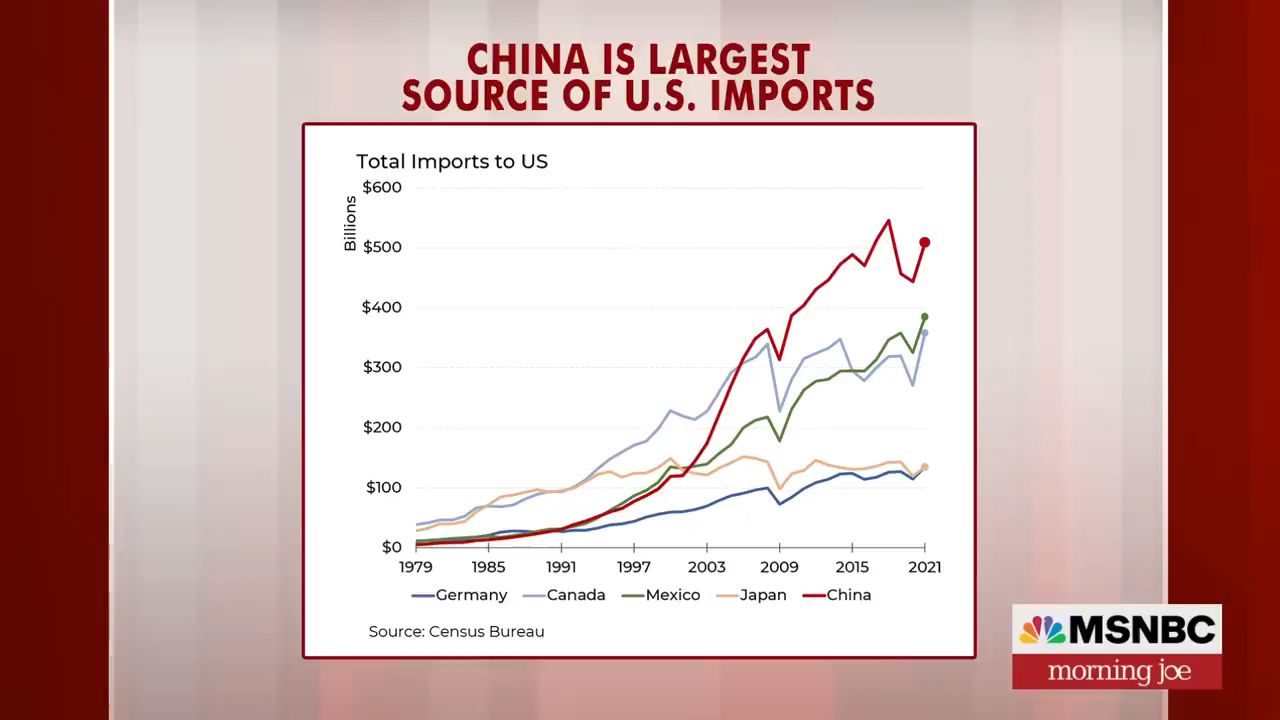 CHINA IS LARGEST
SOURCE OF U.S. IMPORTS
Total Imports to US
Billions
$600
$500
$400
$300
$200
$100
$0
1979 1985 1991 1997 2003 2009 2015 2021
Germany Canada Mexico Japan China
Source: Census Bureau
MSNBC
morning joe